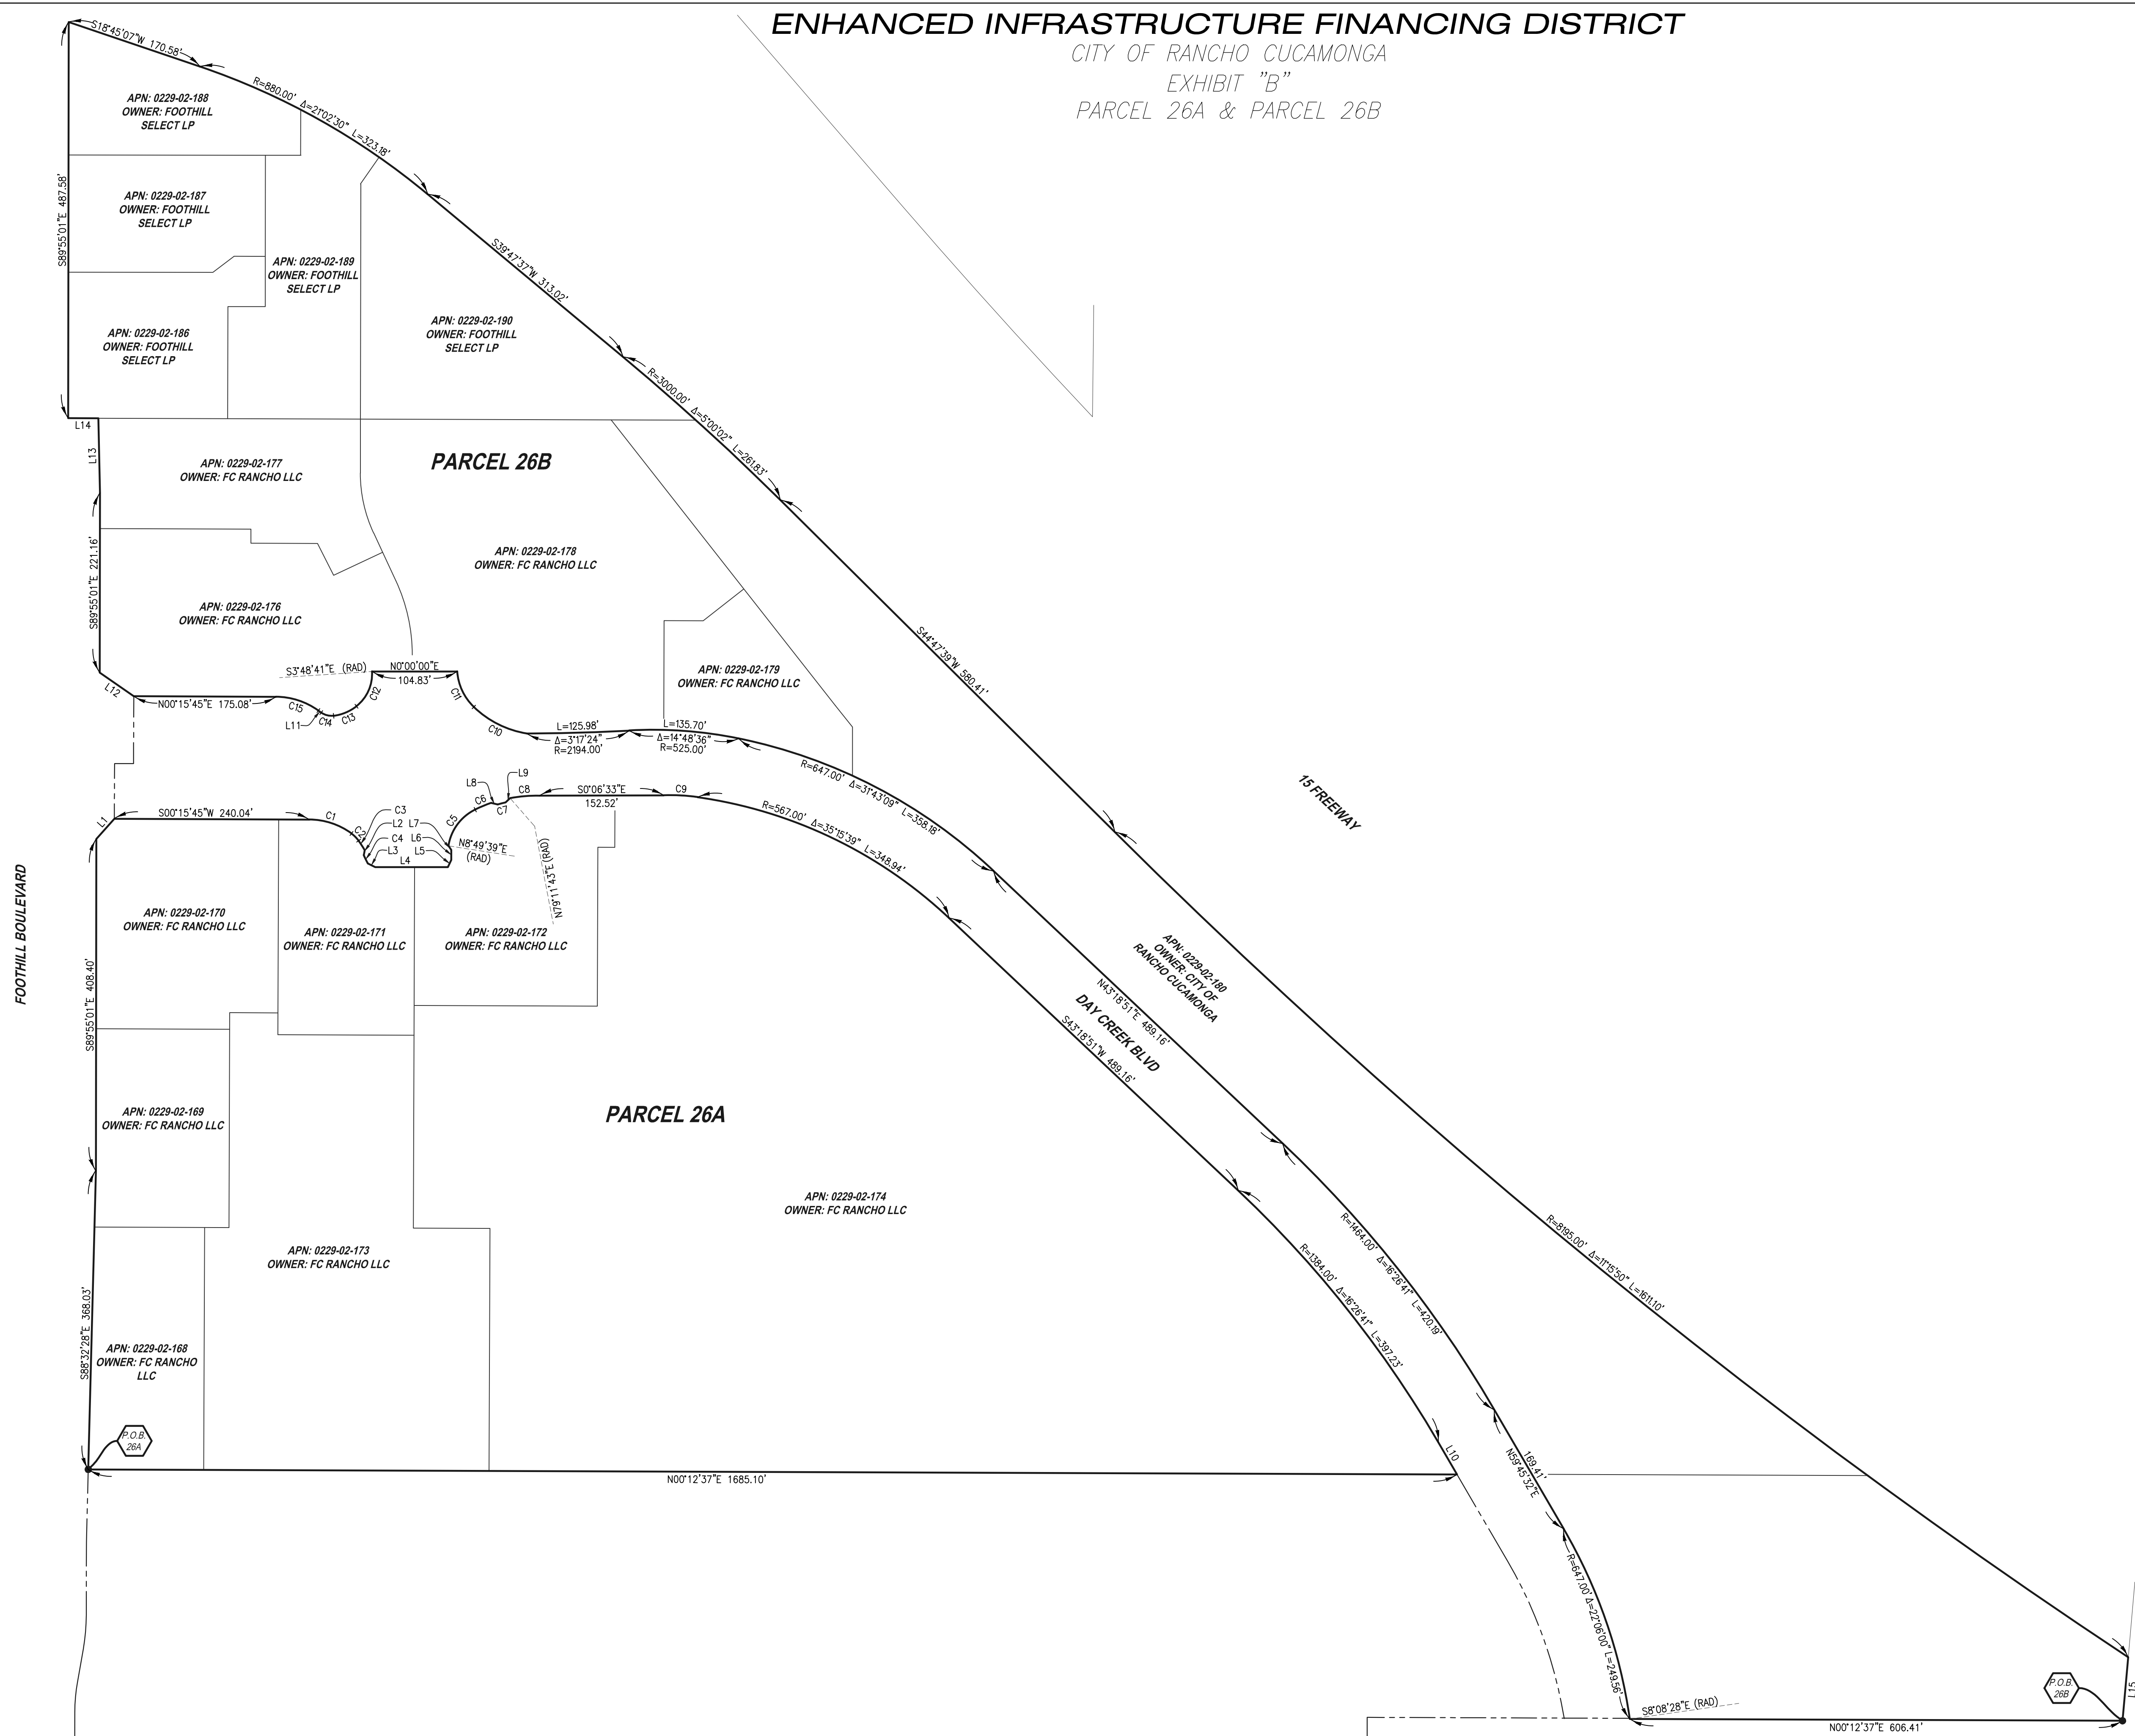 ENHANCED INFRASTRUCTURE FINANCING DISTRICT
CITY OF RANCHO CUCAMONGA
EXHIBIT "B"
PARCEL 26A & PARCEL 26B
S18°45'07"W 170.58'
R=880.00' Δ=21°02'30" L=323.18'
APN: 0229-02-188
OWNER: FOOTHILL
SELECT LP
S89°55'01"E 487.58'
APN: 0229-02-187
OWNER: FOOTHILL
SELECT LP
APN: 0229-02-189
OWNER: FOOTHILL
SELECT LP
S39°47'37"W 313.02'
APN: 0229-02-186
OWNER: FOOTHILL
SELECT LP
APN: 0229-02-190
OWNER: FOOTHILL
SELECT LP
R=3000.00' Δ=5°00'02" L=261.83'
L14
L13
APN: 0229-02-177
OWNER: FC RANCHO LLC
PARCEL 26B
S89°55'01"E 221.16'
APN: 0229-02-178
OWNER: FC RANCHO LLC
APN: 0229-02-176
OWNER: FC RANCHO LLC
S44°47'39"W 580.41'
S3°48'41"E (RAD)
N0°00'00"E
104.83'
APN: 0229-02-179
OWNER: FC RANCHO LLC
L12
N00°15'45"E 175.08'
C15
L11
C14
C13
C12
C11
C10
L=125.98'
Δ=3°17'24"
R=2194.00'
L=135.70'
Δ=14°48'36"
R=525.00'
R=647.00' Δ=31°43'09" L=358.18'
15 FREEWAY
L9
L8
C8
C7
C6
C5
S0°06'33"E
152.52'
C9
R=567.00' Δ=35°15'39" L=348.94'
L1
S00°15'45"W 240.04'
C1
C2
C3
L2 L7
C4 L6
L3 L5
L4
N8°49'39"E
(RAD)
N79°11'43"E (RAD)
FOOTHILL BOULEVARD
APN: 0229-02-170
OWNER: FC RANCHO LLC
APN: 0229-02-171
OWNER: FC RANCHO LLC
APN: 0229-02-172
OWNER: FC RANCHO LLC
S89°55'01"E 408.40'
APN: 0229-02-180
OWNER: CITY OF
RANCHO CUCAMONGA
N43°18'51"E 489.16'
DAY CREEK BLVD
S43°18'51"W 489.16'
APN: 0229-02-169
OWNER: FC RANCHO LLC
PARCEL 26A
APN: 0229-02-174
OWNER: FC RANCHO LLC
R=8195.00' Δ=11°15'50" L=1611.10'
R=1464.00' Δ=16°26'41" L=420.19'
R=1384.00' Δ=16°26'41" L=397.23'
APN: 0229-02-173
OWNER: FC RANCHO LLC
S88°32'28"E 368.03'
APN: 0229-02-168
OWNER: FC RANCHO
LLC
P.O.B.
26A
L10
169.41'
N59°45'32"E
N00°12'37"E 1685.10'
R=647.00' Δ=22°06'00" L=249.56'
S8°08'28"E (RAD)
P.O.B.
26B
L15
N00°12'37"E 606.41'